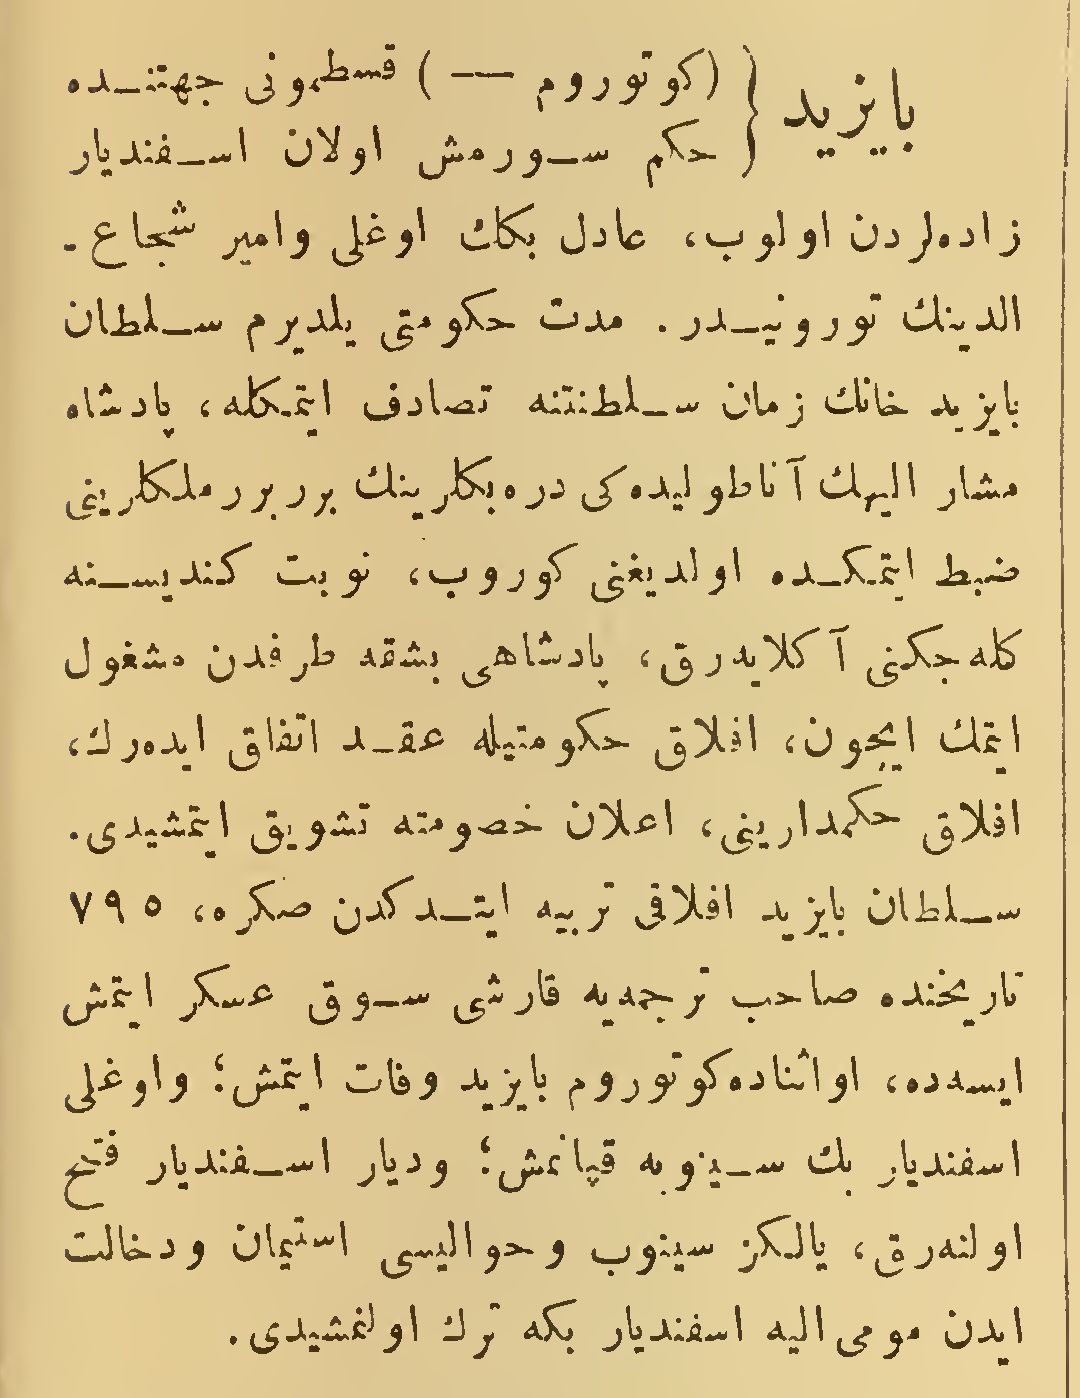 بايزيد {(كوتوروم —) قسطمونى جهتنده
حكم سورمش اولان اسفنديار
زاده‌لردن اولوب، عادل بكك اوغلى وامير شجاع-
الدينك تورونيدر. مدت حكومتى يلديرم سلطان
بايزيد خانك زمان سلطنتنه تصادف ايتمكله، پادشاه
مشار اليهك آناطوليده‌كى دره‌بكلرينك برر برر ملكلرينى
ضبط ايتمكده اولديغنى كوروب، نوبت كنديسنه
كله‌جكنى آكلايه‌رق، پادشاهى بشقه طرفدن مشغول
ايتمك ايچون، افلاق حكومتيله عقد اتفاق ايده‌رك،
افلاق حكمدارينى، اعلان خصومته تشويق ايتمشيدى.
سلطان بايزيد افلاقى تربيه ايتدكدن صكره، ٧٩٥
تاريخنده صاحب ترجمه‌يه قارشى سوق عسكر ايتمش
ايسه‌ده، اواثناده كوتوروم بايزيد وفات ايتمش؛ واوغلى
اسفنديار بك سينوبه قپانمش؛ وديار اسفنديار فتح
اولنه‌رق، يالكز سينوب وحواليسى استيمان ودخالت
ايدن مومى اليه اسفنديار بكه ترك اولنمشيدى.